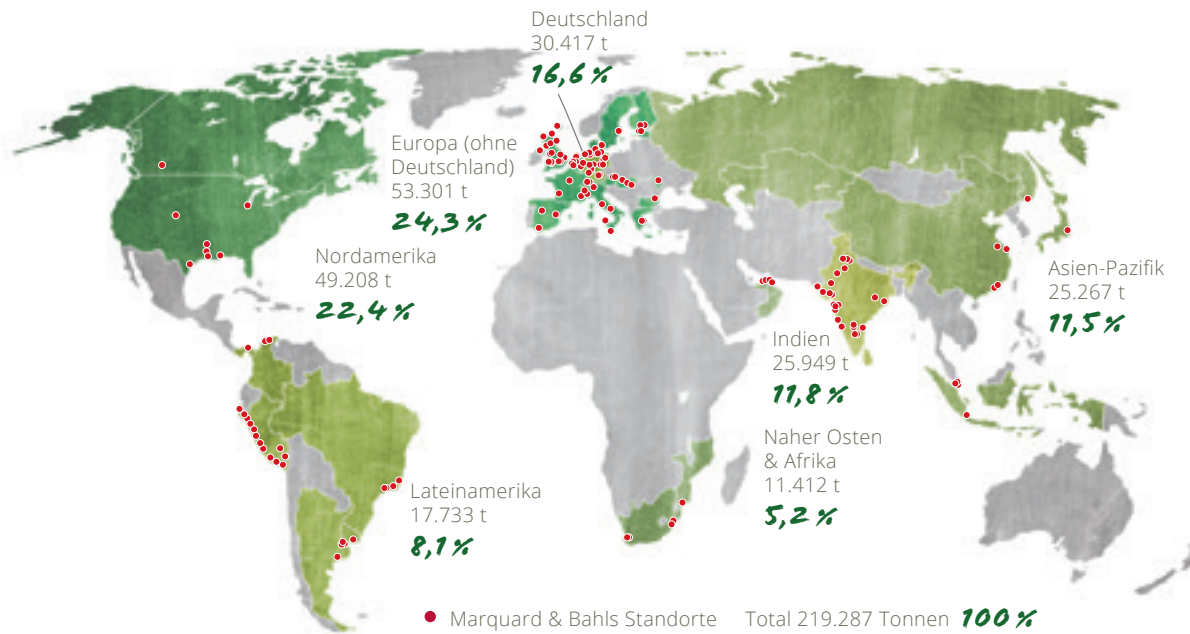 Deutschland
30.417 t
16,6 %
Europa (ohne
Deutschland)
53.301 t
24,3 %
Nordamerika
49.208 t
22,4 %
Asien-Pazifik
25.267 t
11,5 %
Indien
25.949 t
11,8 %
Naher Osten
& Afrika
11.412 t
5,2 %
Lateinamerika
17.733 t
8,1 %
Marquard & Bahls Standorte Total 219.287 Tonnen 100 %